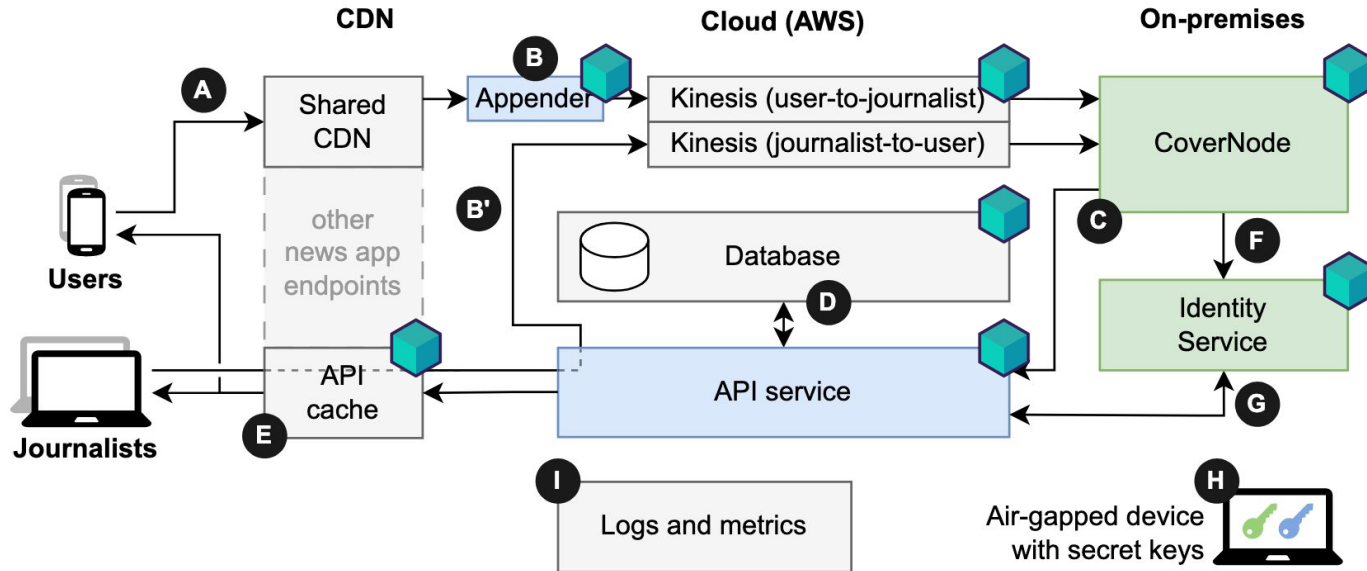 CDN
Cloud (AWS)
On-premises
A
B
Shared
CDN
Appender
Kinesis (user-to-journalist)
Kinesis (journalist-to-user)
CoverNode
B'
C
F
other
news app
endpoints
Users
Database
D
Identity
Service
API
cache
API service
E
G
Journalists
I
Logs and metrics
H
Air-gapped device
with secret keys